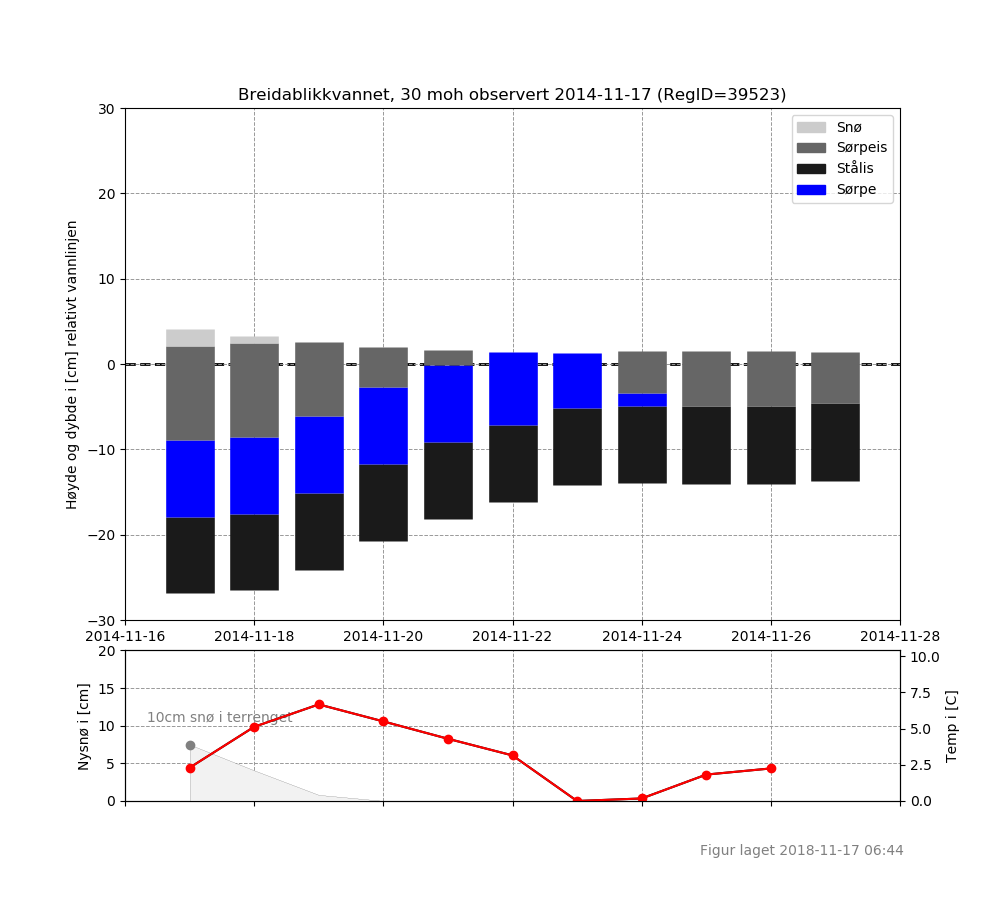 Breidablikkvannet, 30 moh observert 2014-11-17 (RegID=39523)
Høyde og dybde i [cm] relativt vannlinjen
30
20
10
0
−10
−20
−30
Snø
Sørpeis
Stålis
Sørpe
2014-11-16 2014-11-18 2014-11-20 2014-11-22 2014-11-24 2014-11-26 2014-11-28
Nysnø i [cm]
20
15
10
5
0
10cm snø i terrenget
10.0
7.5
5.0
2.5
0.0
Temp i [C]
Figur laget 2018-11-17 06:44